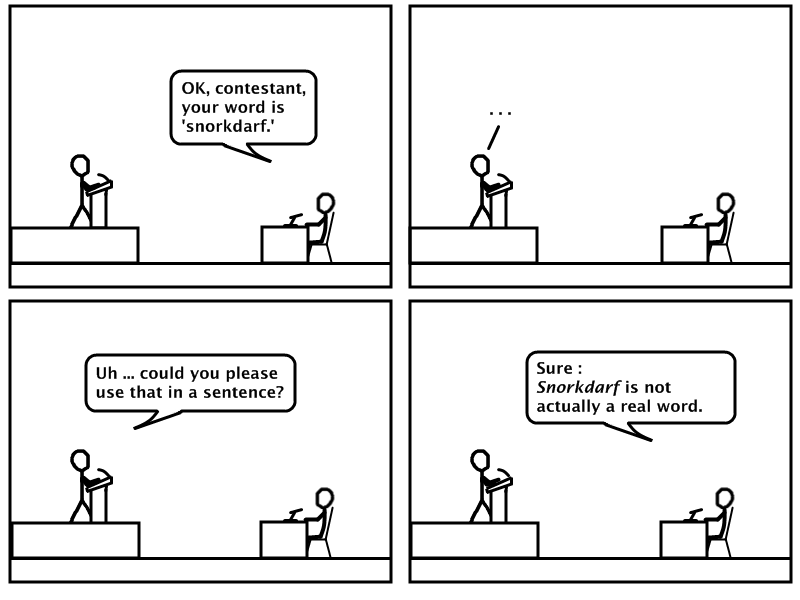 OK, contestant,
your word is
'snorkdarf.'
...
Uh ... could you please
use that in a sentence?
Sure :
Snorkdarf is not
actually a real word.